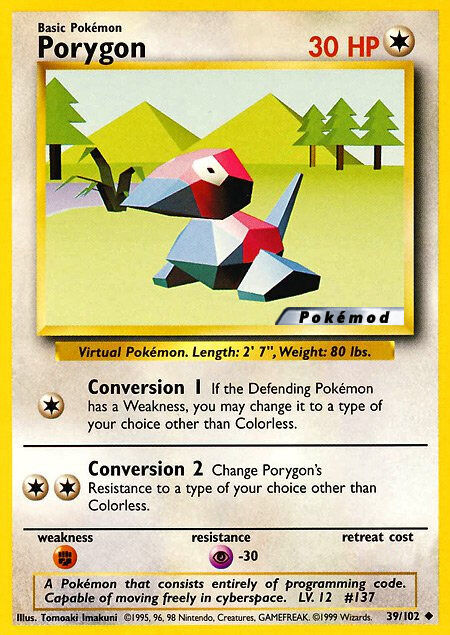 Basic Pokémon
Porygon
30 HP
Pokémod
Virtual Pokémon. Length: 2' 7", Weight: 80 lbs.
Conversion 1 If the Defending Pokémon
has a Weakness, you may change it to a type of
your choice other than Colorless.
Conversion 2 Change Porygon's
Resistance to a type of your choice other than
Colorless.
weakness resistance retreat cost
-30
A Pokémon that consists entirely of programming code.
Capable of moving freely in cyberspace. LV. 12 #137
Illus. Tomoaki Imakuni ©1995, 96, 98 Nintendo, Creatures, GAMEFREAK. ©1999 Wizards. 39/102